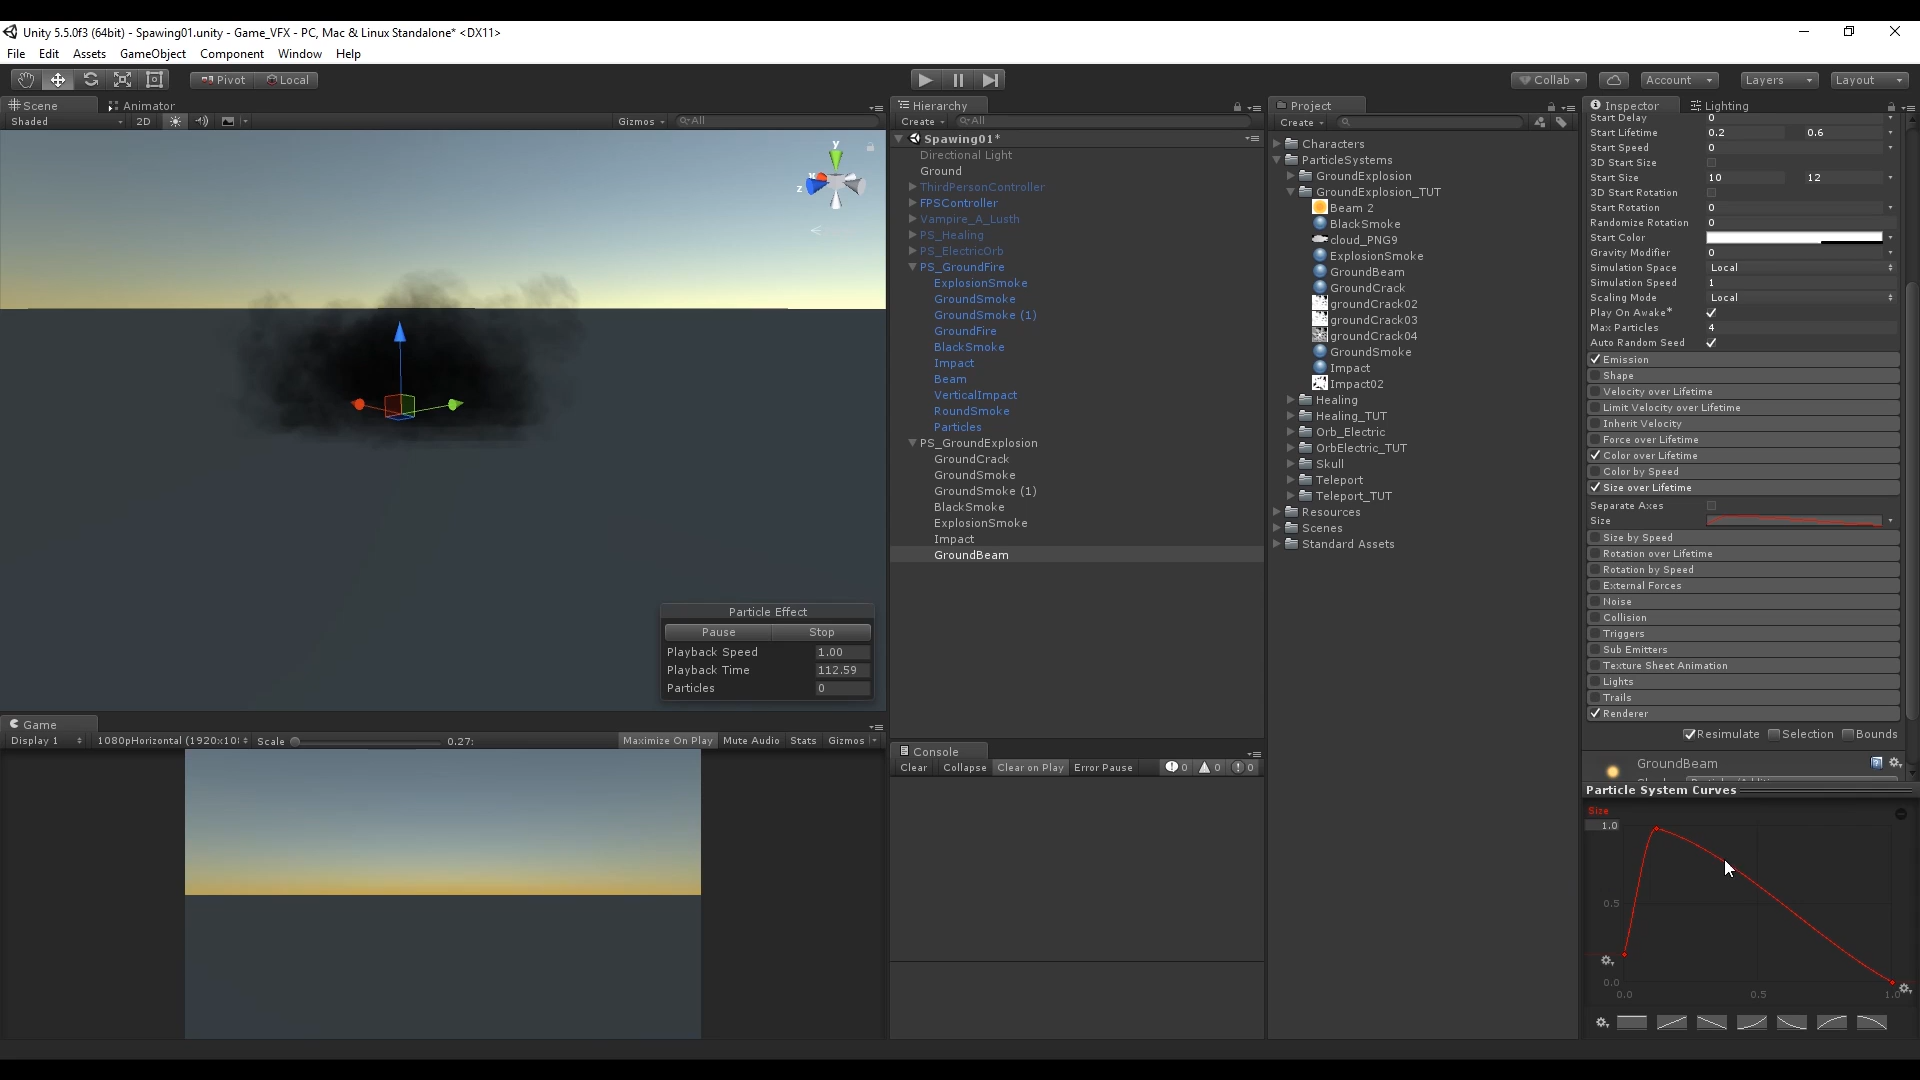 Unity 5.5.0f3 (64bit) - Spawing01.unity - Game_VFX - PC, Mac & Linux Standalone* <DX11>
File Edit Assets GameObject Component Window Help
Pivot Local Collab Account Layers Layout
Scene Animator
Shaded 2D Gizmos All
y
x
z
Particle Effect
Pause Stop
Playback Speed 1.00
Playback Time 112.59
Particles 0
Game
Display 1 1080pHorizontal (1920x10 Scale 0.27: Maximize On Play Mute Audio Stats Gizmos
Hierarchy
Create All
Spawing01*
Directional Light
Ground
ThirdPersonController
FPSController
Vampire_A_Lusth
PS_Healing
PS_ElectricOrb
PS_GroundFire
ExplosionSmoke
GroundSmoke
GroundSmoke (1)
GroundFire
BlackSmoke
Impact
Beam
VerticalImpact
RoundSmoke
Particles
PS_GroundExplosion
GroundCrack
GroundSmoke
GroundSmoke (1)
BlackSmoke
ExplosionSmoke
Impact
GroundBeam
Console
Clear Collapse Clear on Play Error Pause 0 0 0
Project
Create
Characters
ParticleSystems
GroundExplosion
GroundExplosion_TUT
Beam 2
BlackSmoke
cloud_PNG9
ExplosionSmoke
GroundBeam
GroundCrack
groundCrack02
groundCrack03
groundCrack04
GroundSmoke
Impact
Impact02
Healing
Healing_TUT
Orb_Electric
OrbElectric_TUT
Skull
Teleport
Teleport_TUT
Resources
Scenes
Standard Assets
Inspector Lighting
Start Delay 0
Start Lifetime 0.2 0.6
Start Speed 0
3D Start Size
Start Size 10 12
3D Start Rotation
Start Rotation 0
Randomize Rotation 0
Start Color
Gravity Modifier 0
Simulation Space Local
Simulation Speed 1
Scaling Mode Local
Play On Awake*
Max Particles 4
Auto Random Seed
Emission
Shape
Velocity over Lifetime
Limit Velocity over Lifetime
Inherit Velocity
Force over Lifetime
Color over Lifetime
Color by Speed
Size over Lifetime
Separate Axes
Size
Size by Speed
Rotation over Lifetime
Rotation by Speed
External Forces
Noise
Collision
Triggers
Sub Emitters
Texture Sheet Animation
Lights
Trails
Renderer
Resimulate Selection Bounds
GroundBeam
Particle System Curves
Size
1.0
0.5
0.0
0.0 0.5 1.0